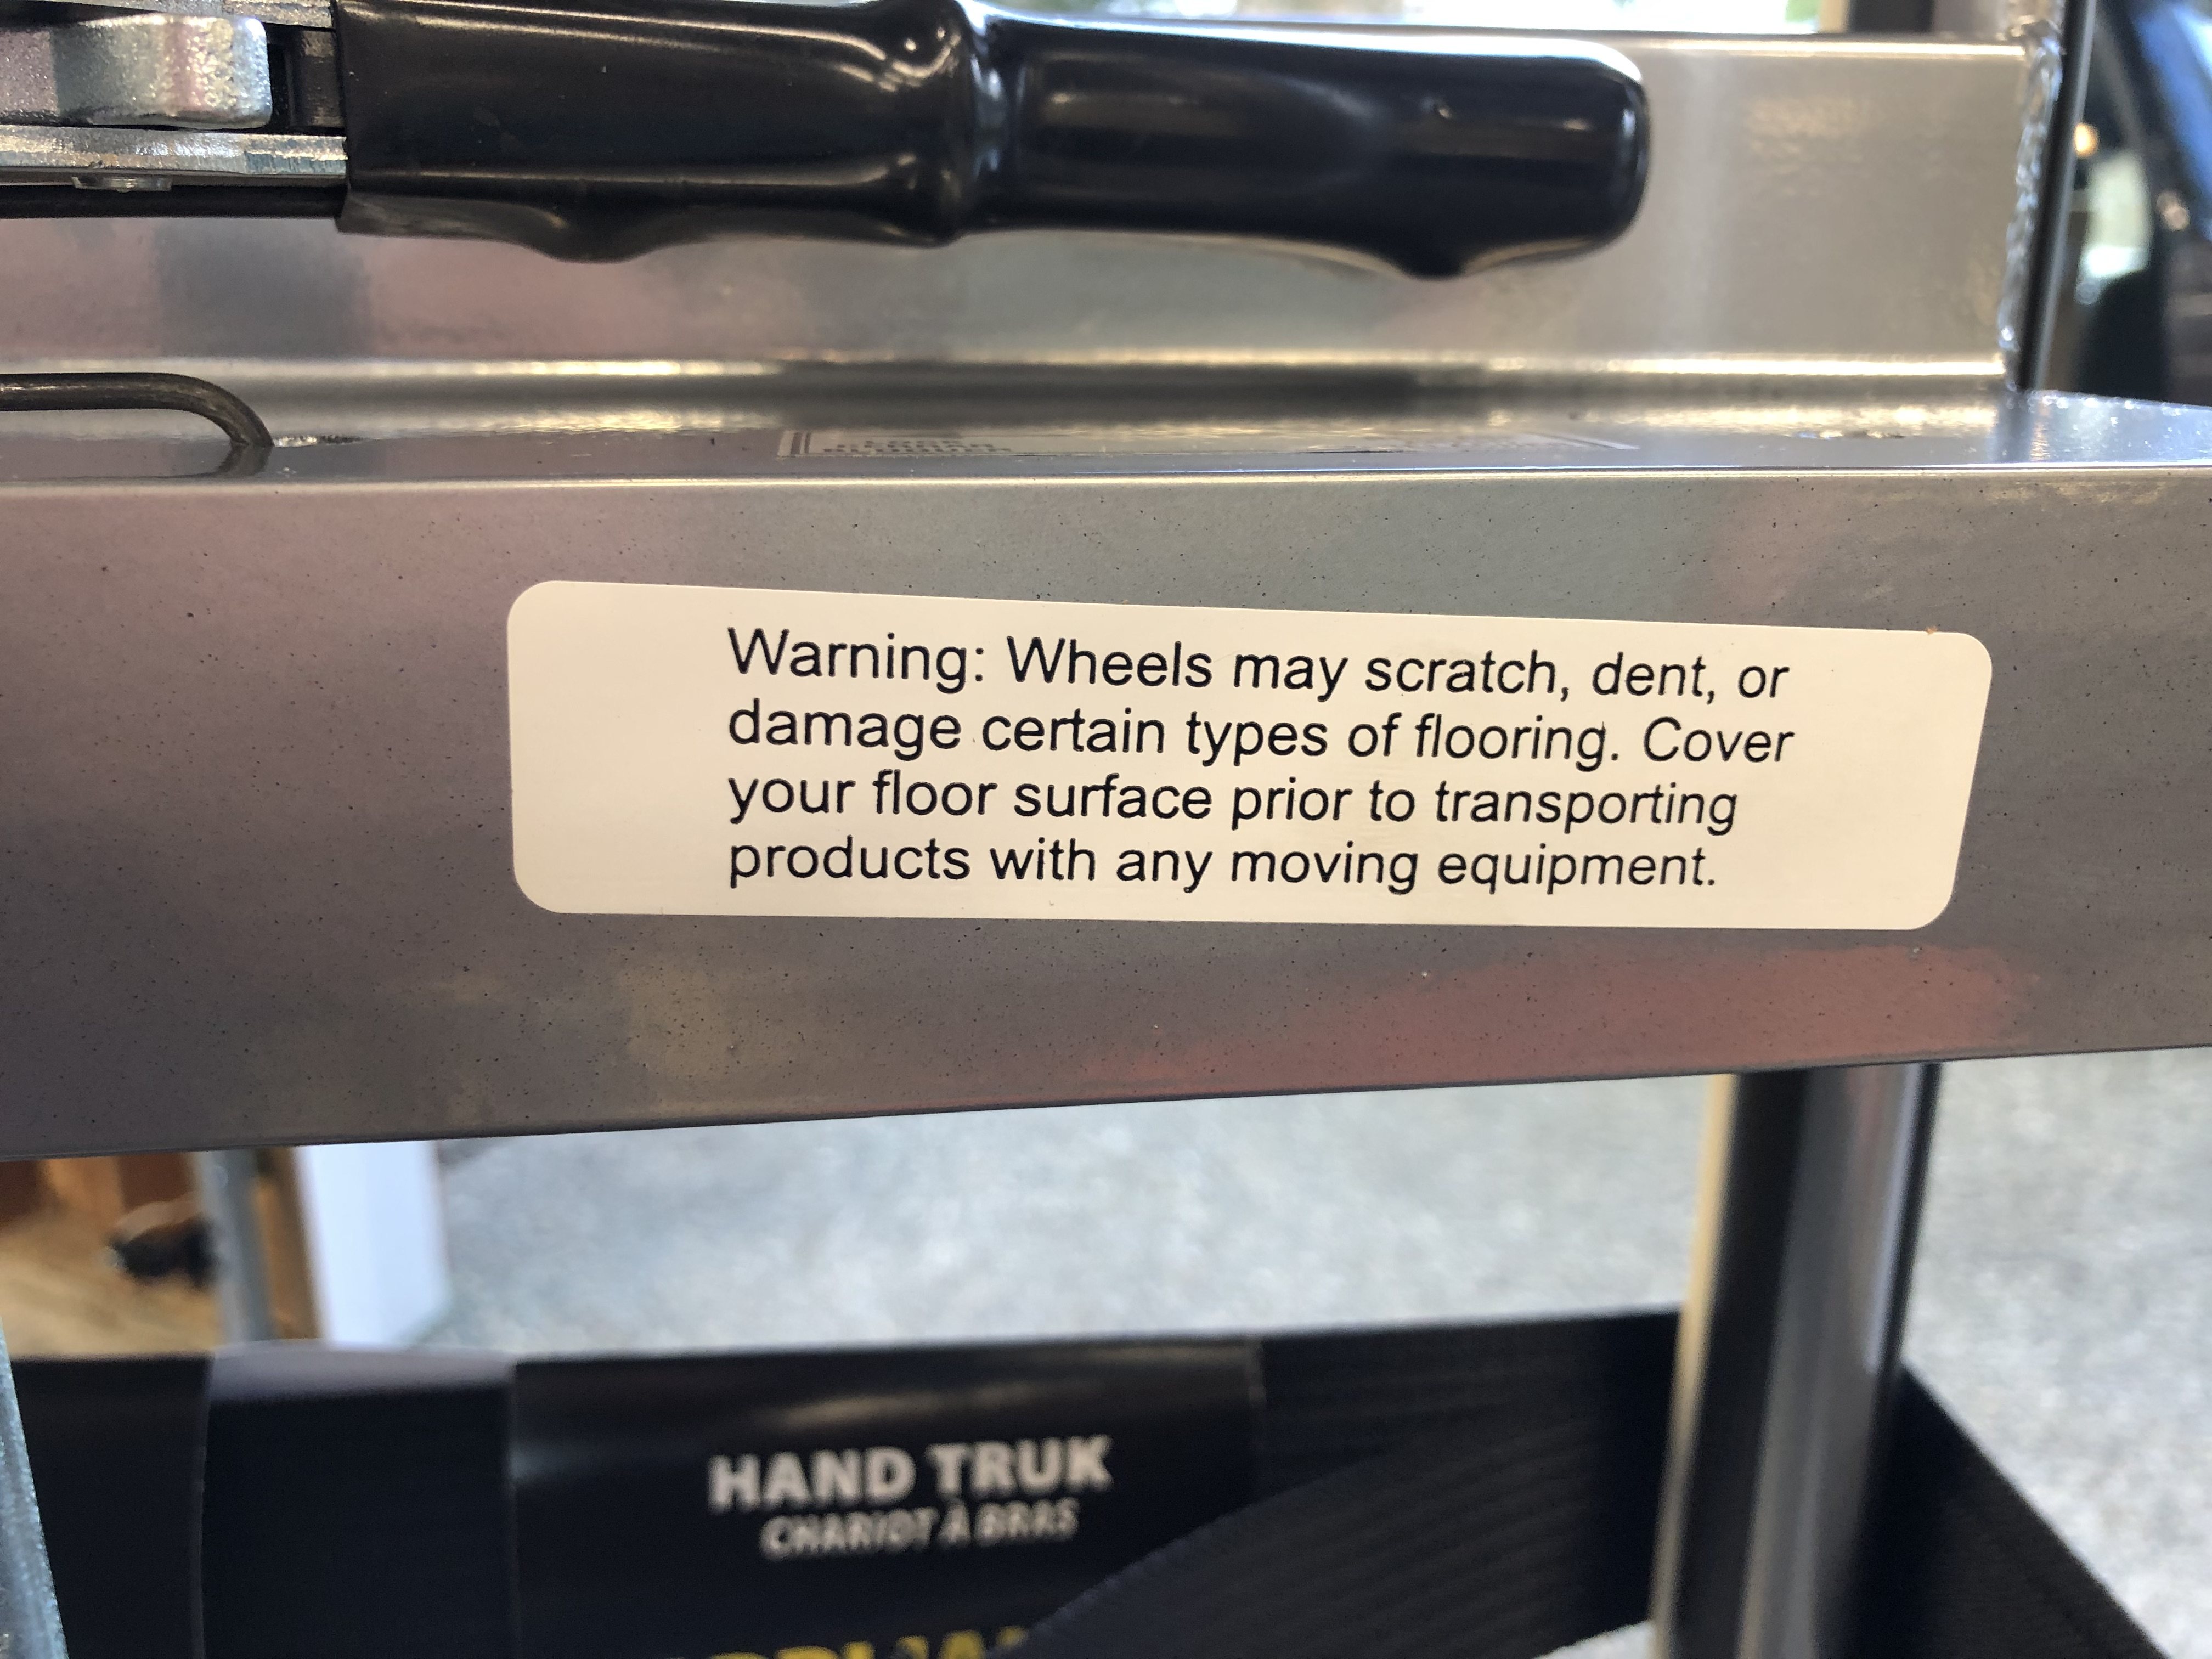 Warning: Wheels may scratch, dent, or
damage certain types of flooring. Cover
your floor surface prior to transporting
products with any moving equipment.
HAND TRUK
CHARIOT À BRAS